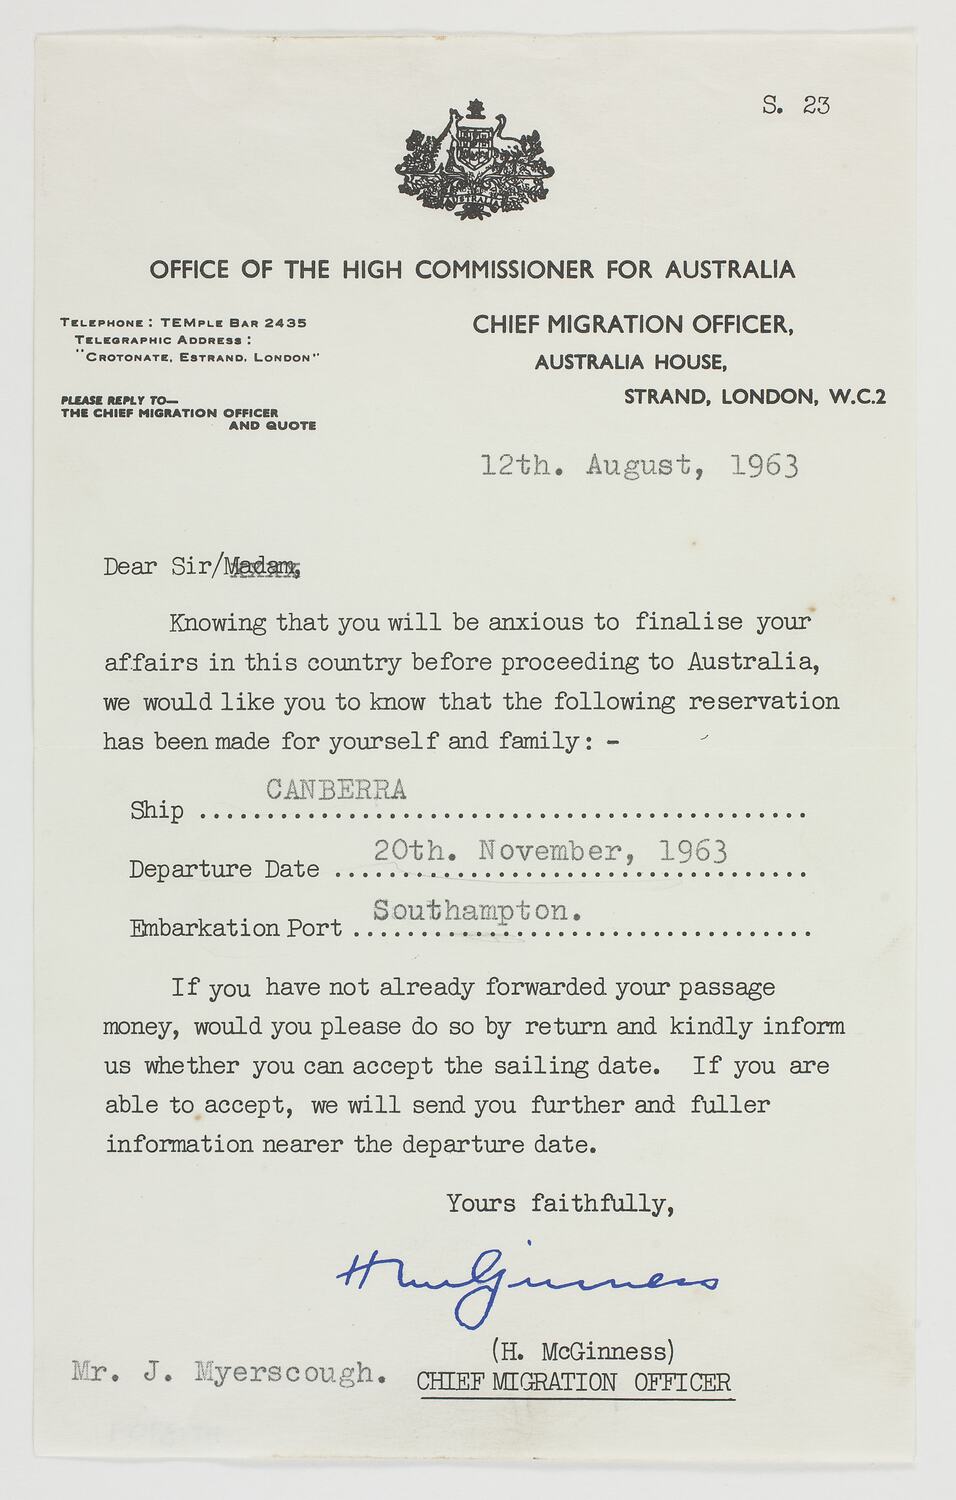 S. 23
AUSTRALIA
OFFICE OF THE HIGH COMMISSIONER FOR AUSTRALIA
TELEPHONE: TEMPLE BAR 2435
TELEGRAPHIC ADDRESS:
"CROTONATE, ESTRAND, LONDON"
PLEASE REPLY TO—
THE CHIEF MIGRATION OFFICER
AND QUOTE
CHIEF MIGRATION OFFICER,
AUSTRALIA HOUSE,
STRAND, LONDON, W.C.2
12th. August, 1963
Dear Sir/Madam,
Knowing that you will be anxious to finalise your
affairs in this country before proceeding to Australia,
we would like you to know that the following reservation
has been made for yourself and family: -
Ship ..... CANBERRA .....
Departure Date ..... 20th. November, 1963 .....
Embarkation Port ..... Southampton. .....
If you have not already forwarded your passage
money, would you please do so by return and kindly inform
us whether you can accept the sailing date. If you are
able to accept, we will send you further and fuller
information nearer the departure date.
Yours faithfully,
H McGinness
(H. McGinness)
CHIEF MIGRATION OFFICER
Mr. J. Myerscough.